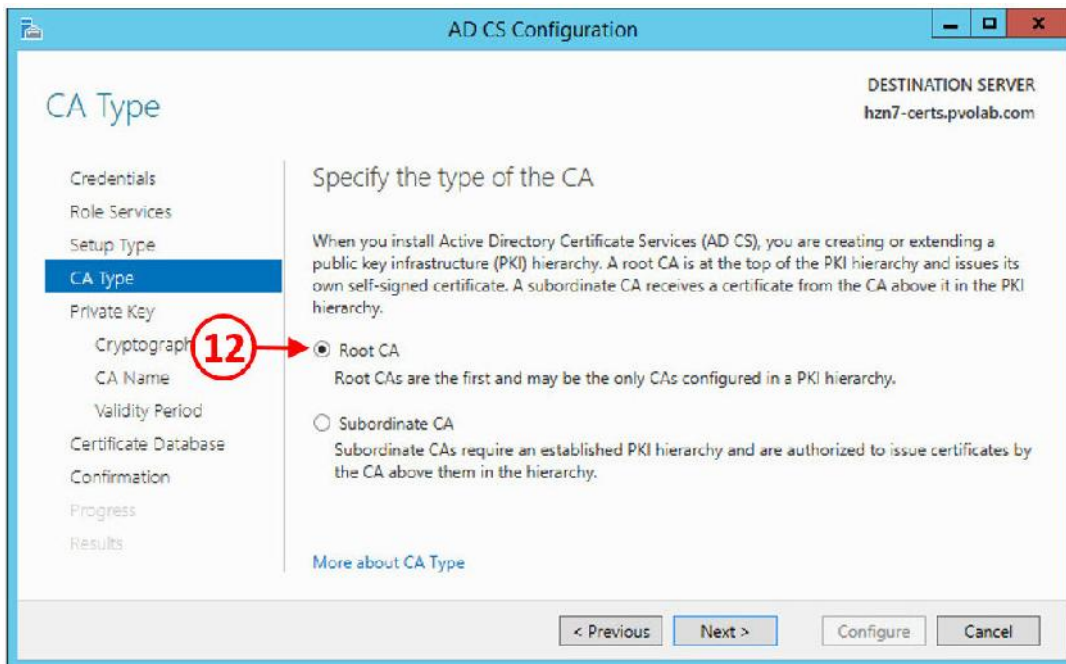 AD CS Configuration
DESTINATION SERVER
hzn7-certs.pvolab.com
CA Type
Credentials
Role Services
Setup Type
CA Type
Private Key
Cryptograph
CA Name
Validity Period
Certificate Database
Confirmation
Progress
Results
Specify the type of the CA
When you install Active Directory Certificate Services (AD CS), you are creating or extending a
public key infrastructure (PKI) hierarchy. A root CA is at the top of the PKI hierarchy and issues its
own self-signed certificate. A subordinate CA receives a certificate from the CA above it in the PKI
hierarchy.
12
Root CA
Root CAs are the first and may be the only CAs configured in a PKI hierarchy.
Subordinate CA
Subordinate CAs require an established PKI hierarchy and are authorized to issue certificates by
the CA above them in the hierarchy.
More about CA Type
< Previous
Next >
Configure
Cancel